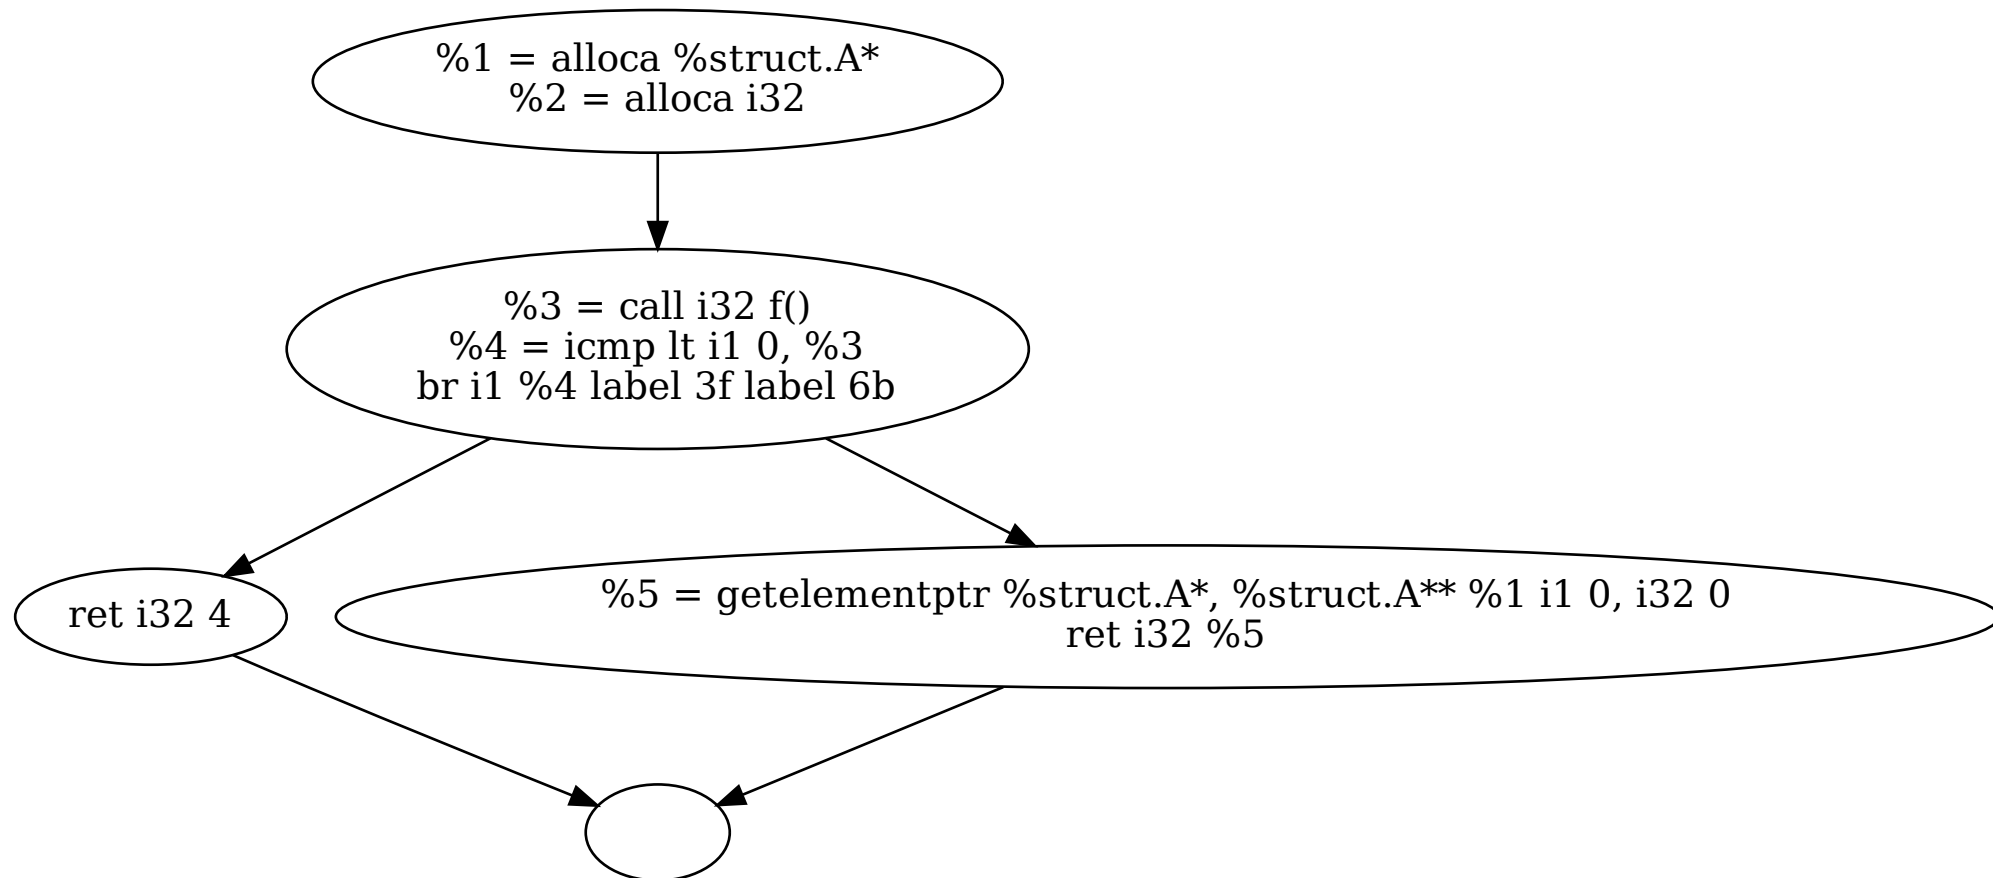 %1 = alloca %struct.A*
%2 = alloca i32
%3 = call i32 f()
%4 = icmp lt i1 0, %3
br i1 %4 label 3f label 6b
ret i32 4
%5 = getelementptr %struct.A*, %struct.A** %1 i1 0, i32 0
ret i32 %5